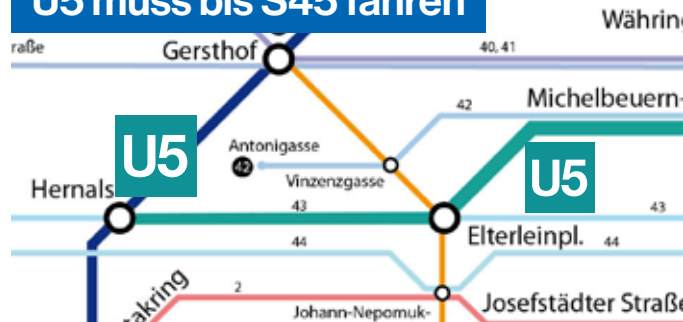 U5 muss bis S45 fahren
Währin
raße
Gersthof
40, 41
42
Michelbeuern-
U5
Antonigasse
42
Vinzenzgasse
U5
Hernals
43
43
Elterleinpl.
44
44
akring
2
Josefstädter Straße
Johann-Nepomuk-